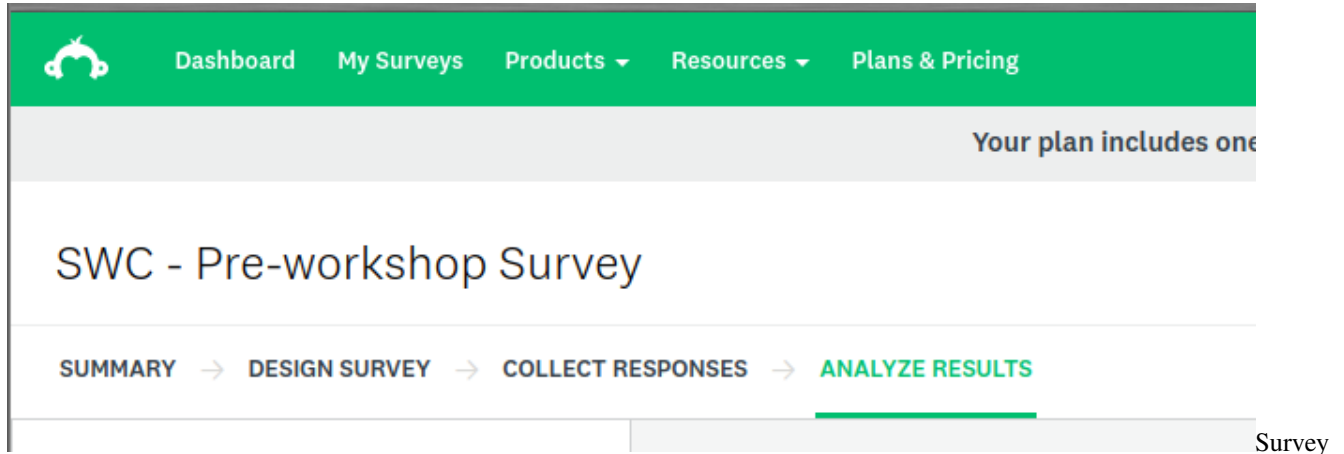 Dashboard My Surveys Products Resources Plans & Pricing
Your plan includes one
SWC - Pre-workshop Survey
SUMMARY → DESIGN SURVEY → COLLECT RESPONSES → ANALYZE RESULTS
Survey